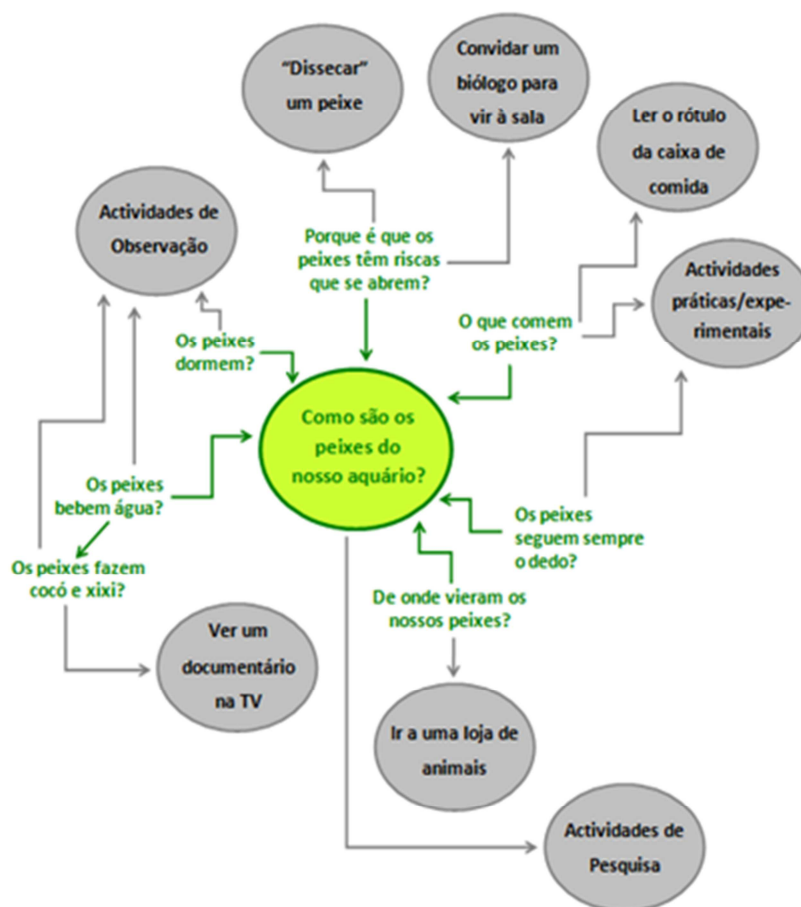 “Dissecar”
um peixe
Convidar um
biólogo para
vir à sala
Ler o rótulo
da caixa de
comida
Actividades de
Observação
Porque é que os
peixes têm riscas
que se abrem?
Actividades
práticas/expe-
rimentais
O que comem
os peixes?
Os peixes
dormem?
Como são os
peixes do
nosso aquário?
Os peixes
bebem água?
Os peixes
seguem sempre
o dedo?
Os peixes fazem
cocó e xixi?
De onde vieram os
nossos peixes?
Ver um
documentário
na TV
Ir a uma loja de
animais
Actividades de
Pesquisa